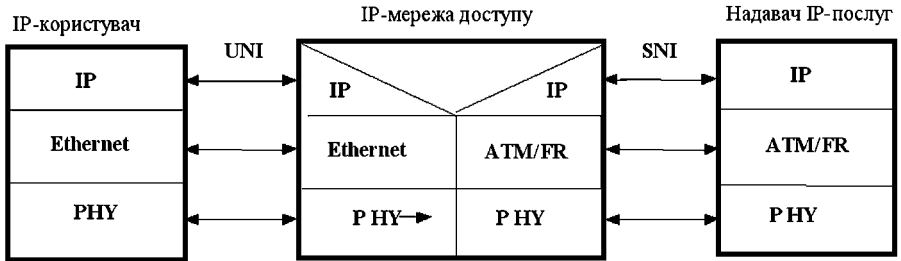 IP-користувач
IP-мережа доступу
Надавач IP-послуг
UNI
SNI
IP
IP
IP
IP
Ethernet
Ethernet
ATM/FR
ATM/FR
PHY
P HY
P HY
P HY